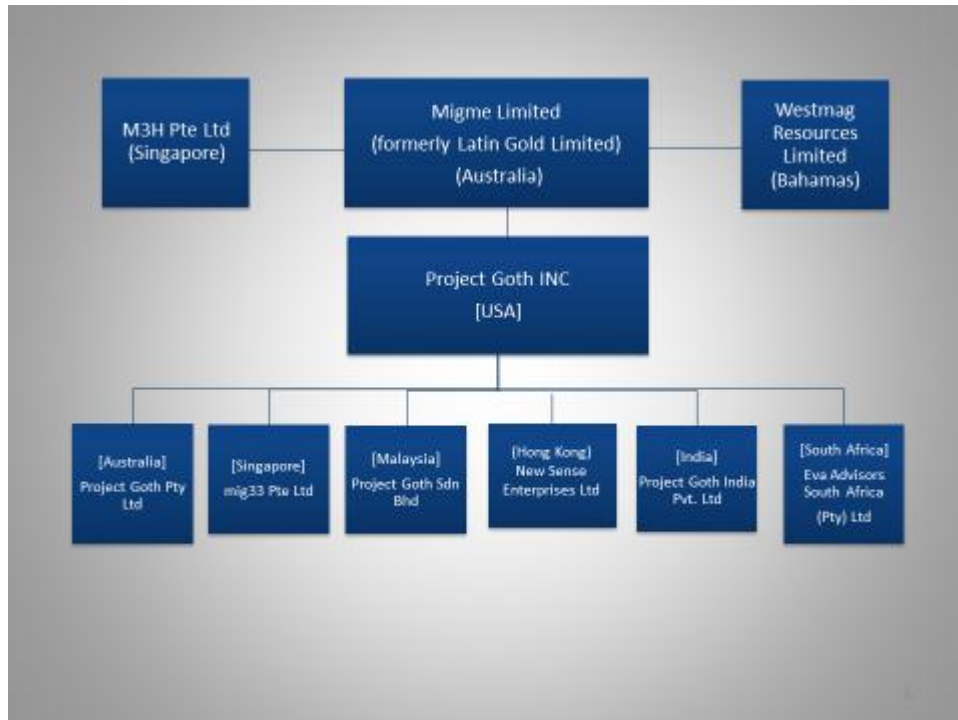 M3H Pte Ltd
(Singapore)
Migme Limited
(formerly Latin Gold Limited)
(Australia)
Westmag
Resources
Limited
(Bahamas)
Project Goth INC
[USA]
[Australia]
Project Goth Pty
Ltd
[Singapore]
mig33 Pte Ltd
[Malaysia]
Project Goth Sdn
Bhd
(Hong Kong)
New Sense
Enterprises Ltd
[India]
Project Goth India
Pvt. Ltd
[South Africa]
Eva Advisors
South Africa
(Pty) Ltd